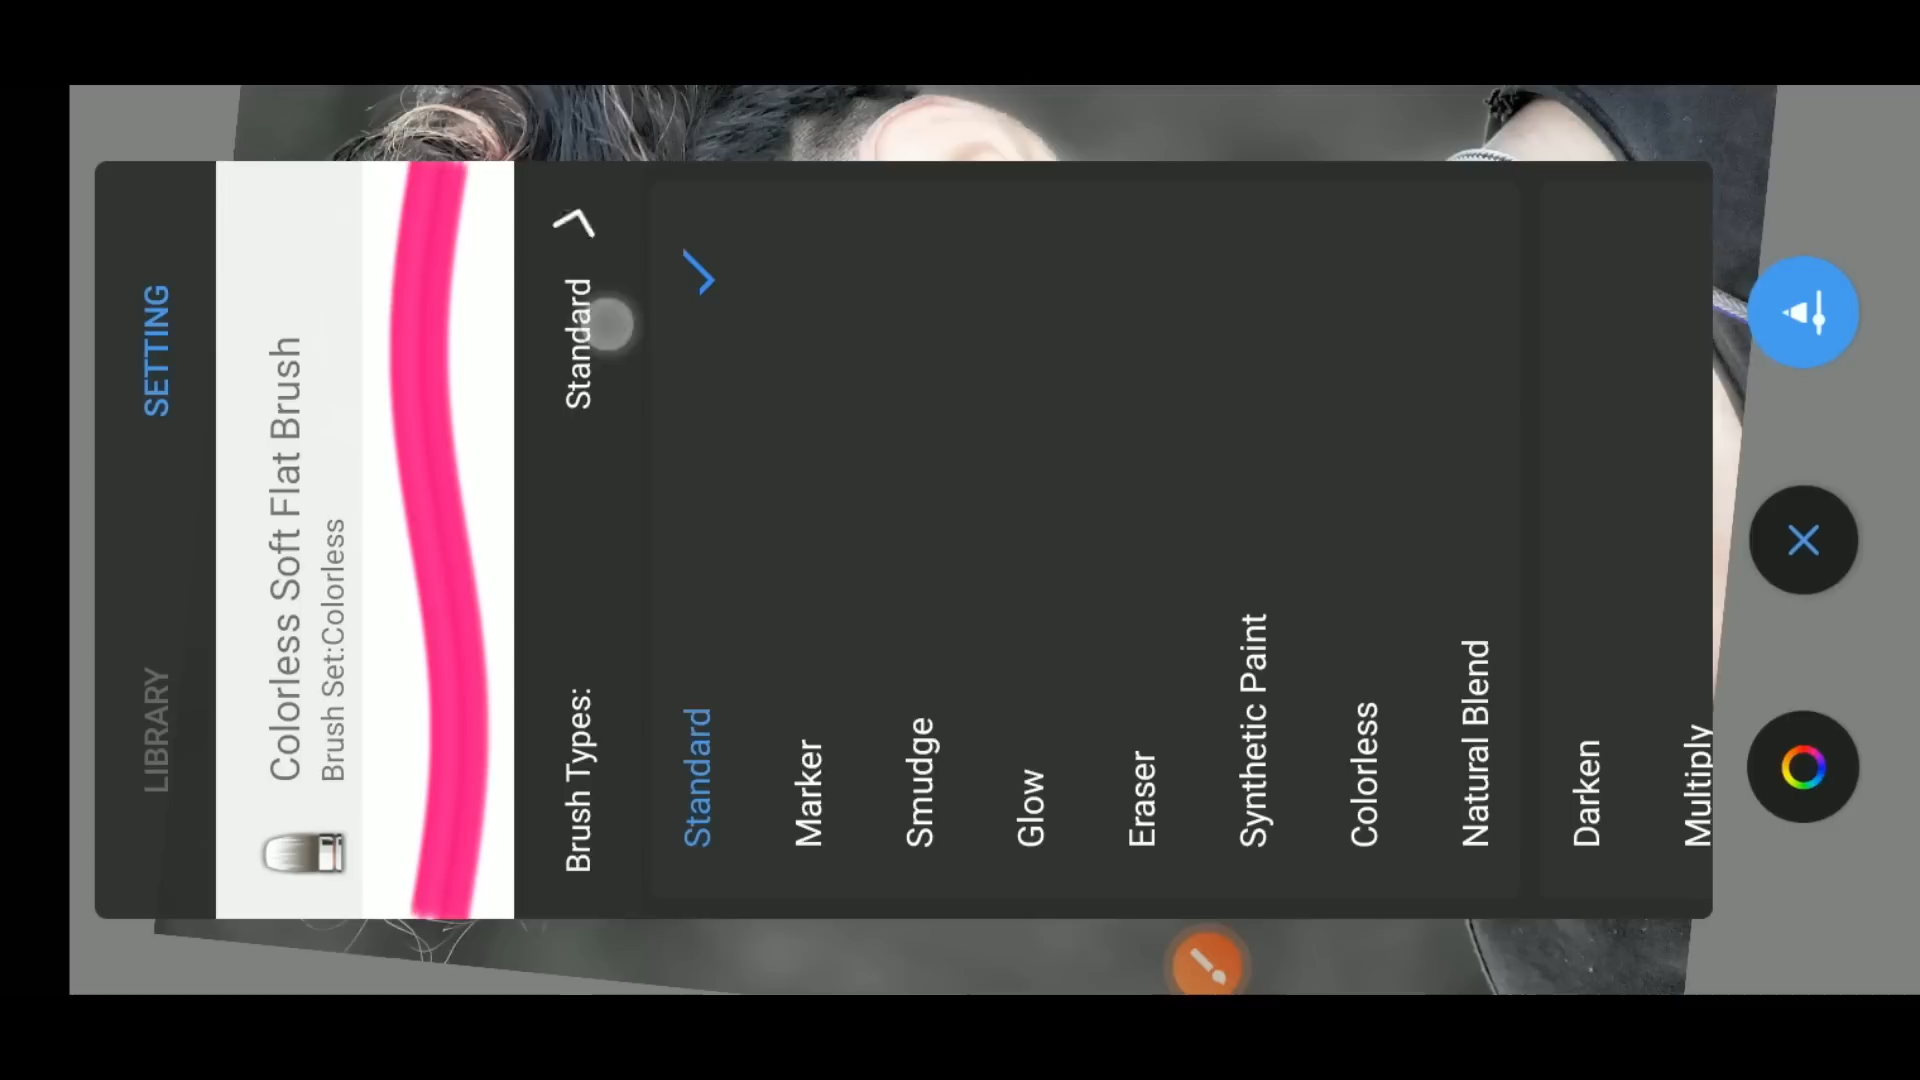 LIBRARY SETTING
Colorless Soft Flat Brush
Brush Set:Colorless
Brush Types: Standard
Standard
Marker
Smudge
Glow
Eraser
Synthetic Paint
Colorless
Natural Blend
Darken
Multiply